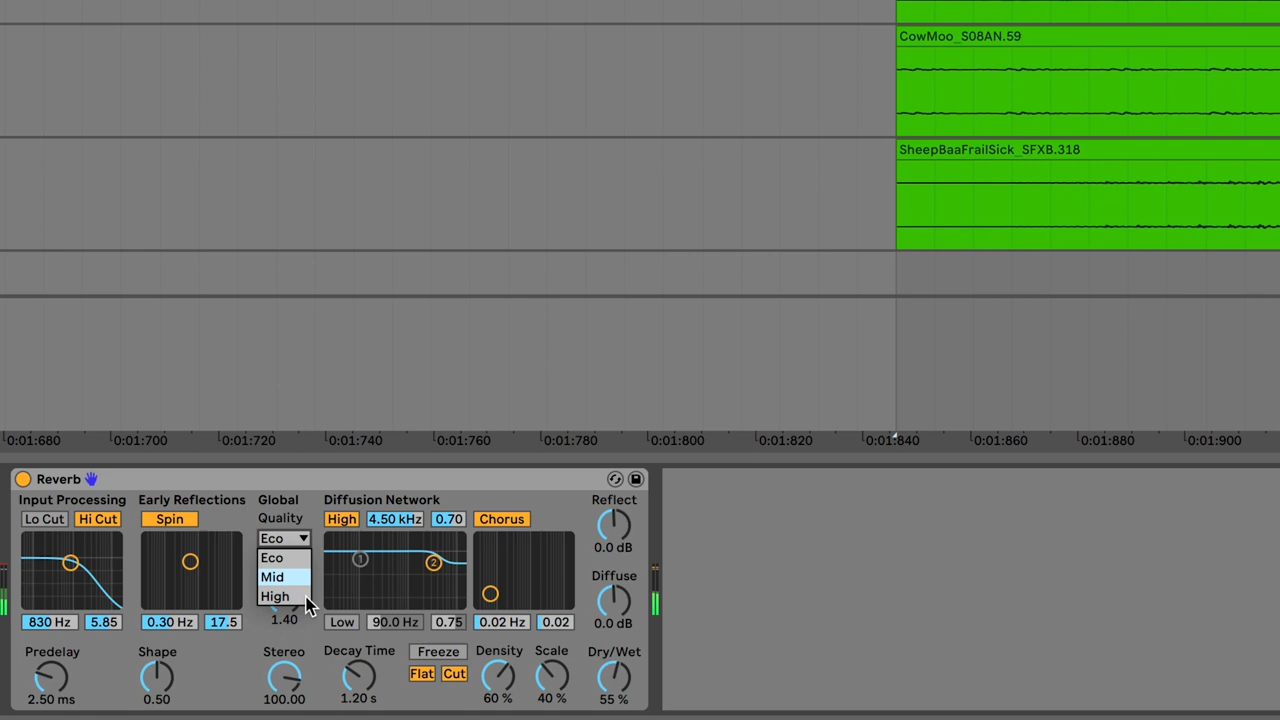 CowMoo_S08AN.59
SheepBaaFrailSick_SFXB.318
0:01:680 0:01:700 0:01:720 0:01:740 0:01:760 0:01:780 0:01:800 0:01:820 0:01:840 0:01:860 0:01:880 0:01:900
Reverb
Input Processing Early Reflections Global Diffusion Network Reflect
Lo Cut Hi Cut Spin Quality High 4.50 kHz 0.70 Chorus
Eco
Eco
1 2
Mid
High
0.0 dB
Diffuse
830 Hz 5.85 0.30 Hz 17.5 1.40 Low 90.0 Hz 0.75 0.02 Hz 0.02 0.0 dB
Predelay Shape Stereo Decay Time Freeze Density Scale Dry/Wet
Flat Cut
2.50 ms 0.50 100.00 1.20 s 60 % 40 % 55 %